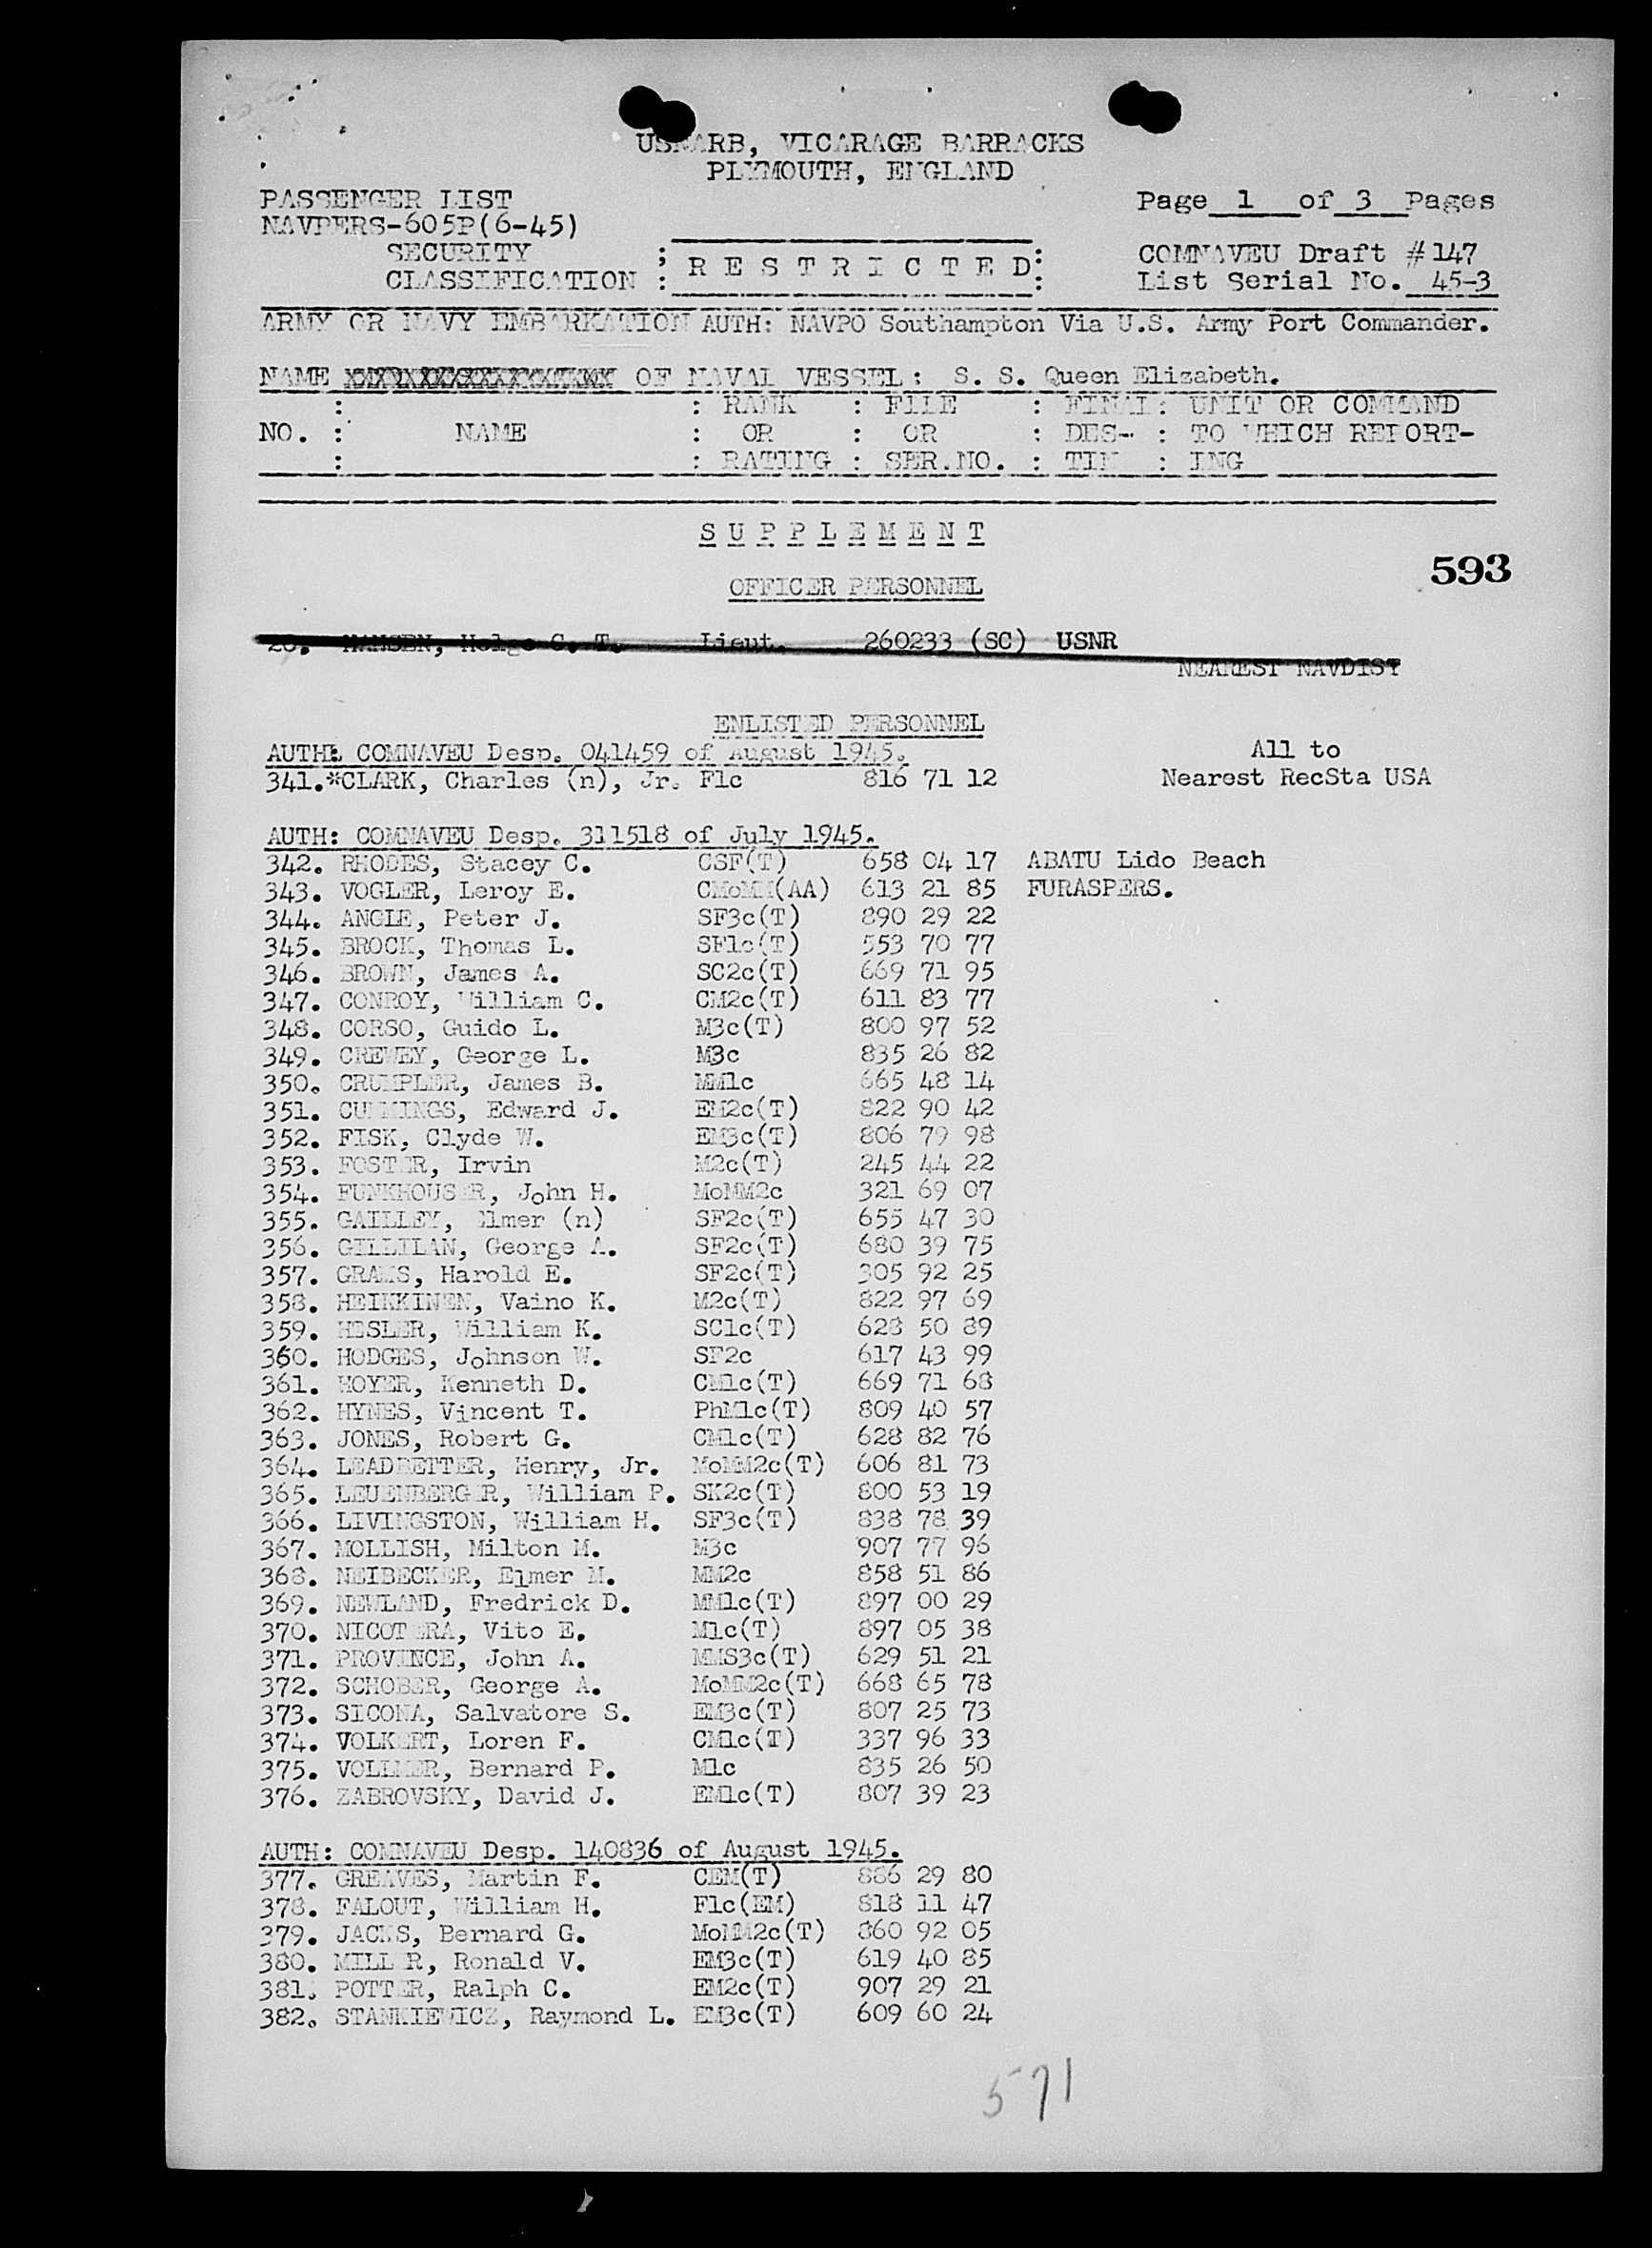 USNARB, VICARAGE BARRACKS
PLYMOUTH, ENGLAND
PASSENGER LIST
Page 1 of 3 Pages
NAVPERS-605P(6-45)
SECURITY
CLASSIFICATION
: R E S T R I C T E D :
COMNAVEU Draft #147
List Serial No. 45-3
ARMY OR NAVY EMBARKATION AUTH: NAVPO Southampton Via U.S. Army Port Commander.
NAME OF NAVAL VESSEL: S. S. Queen Elizabeth.
: : RANK : FILE : FINAL: UNIT OR COMMAND
NO. : NAME : OR : OR : DES- : TO WHICH REPORT-
: : RATING : SER.NO. : TIN : ING
S U P P L E M E N T
593
OFFICER PERSONNEL
28. HANSEN, Helge C. T. Lieut. 260233 (SC) USNR
NEAREST NAVDIST
ENLISTED PERSONNEL
AUTH: COMNAVEU Desp. 041459 of August 1945. All to
341.*CLARK, Charles (n), Jr. F1c 816 71 12 Nearest RecSta USA
AUTH: COMNAVEU Desp. 311518 of July 1945.
342. RHODES, Stacey C. CSF(T) 658 04 17 ABATU Lido Beach
343. VOGLER, Leroy E. CMoMM(AA) 613 21 85 FURASPERS.
344. ANGLE, Peter J. SF3c(T) 890 29 22
345. BROCK, Thomas L. SF1c(T) 553 70 77
346. BROWN, James A. SC2c(T) 669 71 95
347. CONROY, William C. CM2c(T) 611 83 77
348. CORSO, Guido L. M3c(T) 800 97 52
349. CREWEY, George L. M3c 835 26 82
350. CRUMPLER, James B. MM1c 665 48 14
351. CUMMINGS, Edward J. EM2c(T) 822 90 42
352. FISK, Clyde W. EM3c(T) 806 79 98
353. FOSTER, Irvin M2c(T) 245 44 22
354. FUNKHOUSER, John H. MoMM2c 321 69 07
355. GAILLEY, Elmer (n) SF2c(T) 655 47 30
356. GILLILAN, George A. SF2c(T) 680 39 75
357. GRAMS, Harold E. SF2c(T) 305 92 25
358. HEIKKINEN, Vaino K. M2c(T) 822 97 69
359. HESLER, William K. SC1c(T) 628 50 89
360. HODGES, Johnson W. SF2c 617 43 99
361. HOYER, Kenneth D. CM1c(T) 669 71 68
362. HYNES, Vincent T. PhM1c(T) 809 40 57
363. JONES, Robert G. CM1c(T) 628 82 76
364. LEADBETTER, Henry, Jr. MoMM2c(T) 606 81 73
365. LEUENBERGER, William P. SK2c(T) 800 53 19
366. LIVINGSTON, William H. SF3c(T) 838 78 39
367. MOLLISH, Milton M. M3c 907 77 96
368. NEIBECKER, Elmer M. MM2c 858 51 86
369. NEWLAND, Fredrick D. MM1c(T) 897 00 29
370. NICOTERA, Vito E. M1c(T) 897 05 38
371. PROVINCE, John A. MMS3c(T) 629 51 21
372. SCHOBER, George A. MoMM2c(T) 668 65 78
373. SICONA, Salvatore S. EM3c(T) 807 25 73
374. VOLKERT, Loren F. CM1c(T) 337 96 33
375. VOLLMER, Bernard P. M1c 835 26 50
376. ZABROVSKY, David J. EM1c(T) 807 39 23
AUTH: COMNAVEU Desp. 140836 of August 1945.
377. GREAVES, Martin F. CEM(T) 886 29 80
378. FALOUT, William H. F1c(EM) 818 11 47
379. JACKS, Bernard G. MoMM2c(T) 860 92 05
380. MILLER, Ronald V. EM3c(T) 619 40 85
381. POTTER, Ralph C. EM2c(T) 907 29 21
382. STANKIEWICZ, Raymond L. EM3c(T) 609 60 24
571